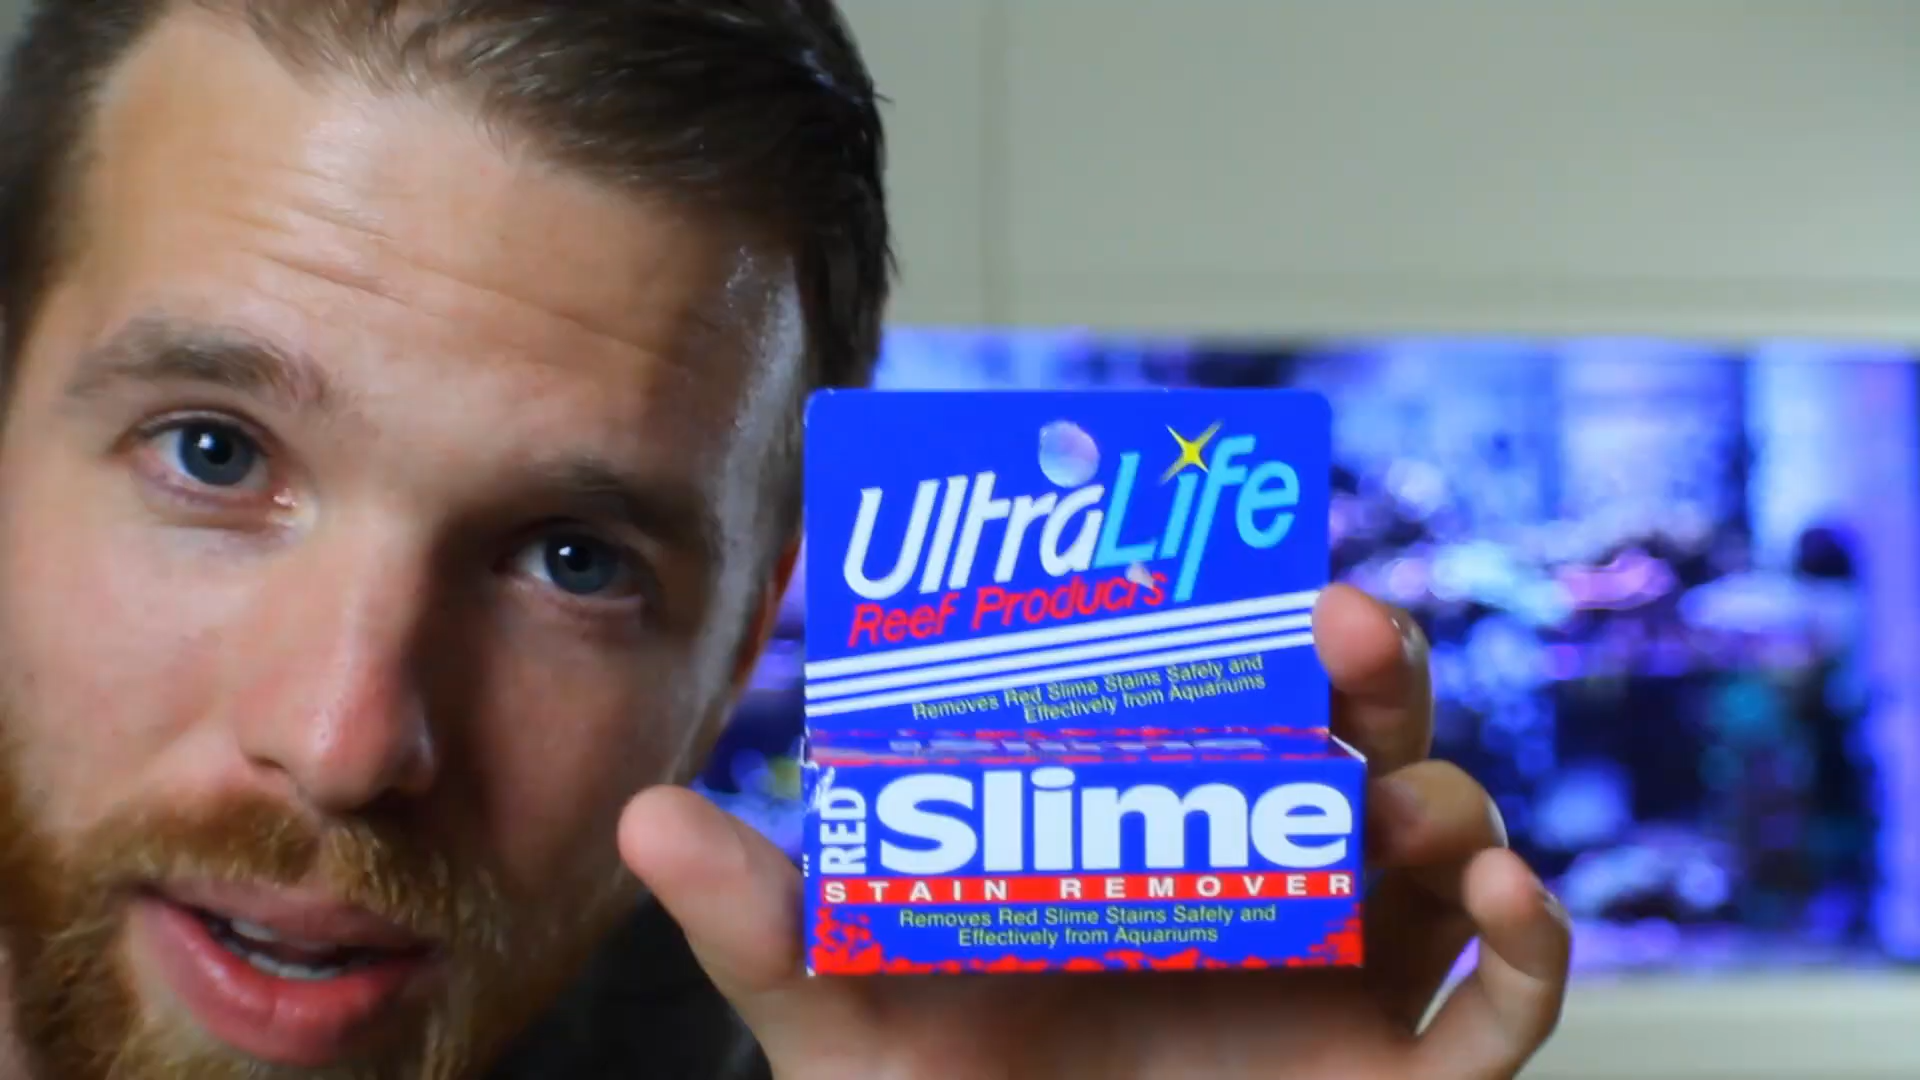 UltraLife
Reef Products
Removes Red Slime Stains Safely and
Effectively from Aquariums
RED Slime
STAIN REMOVER
Removes Red Slime Stains Safely and
Effectively from Aquariums